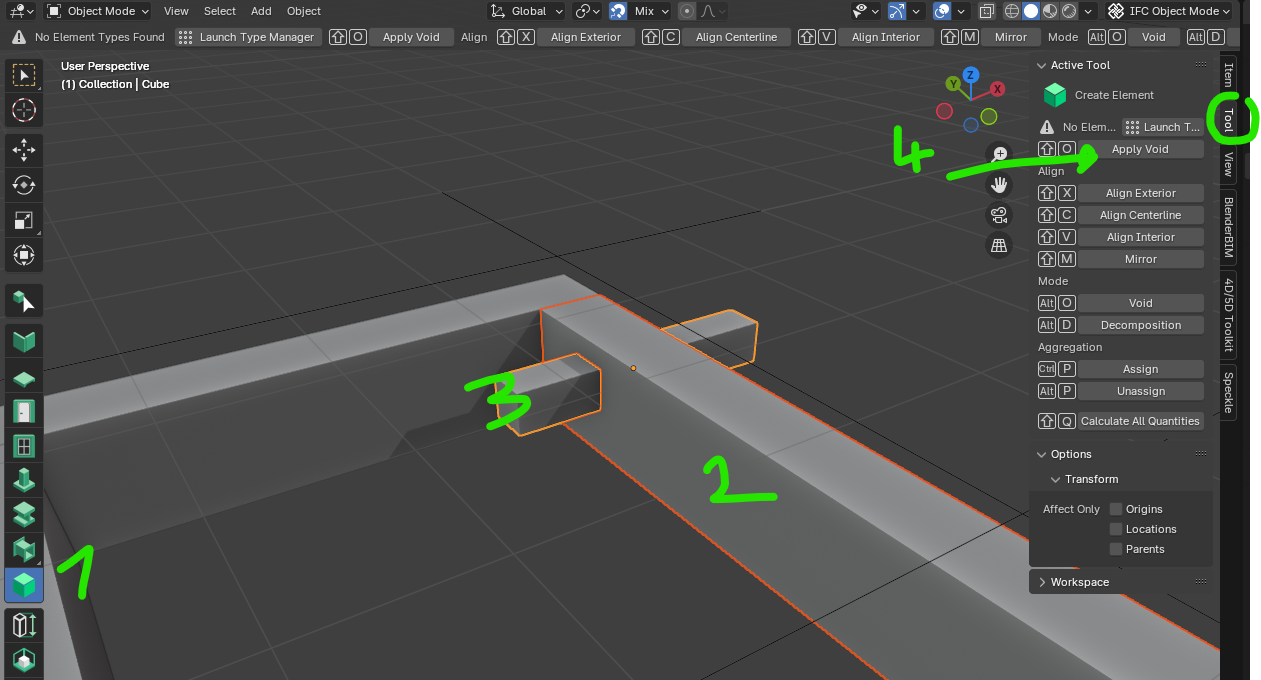 Object Mode View Select Add Object Global Mix IFC Object Mode
No Element Types Found Launch Type Manager O Apply Void Align X Align Exterior C Align Centerline V Align Interior M Mirror Mode Alt O Void Alt D
User Perspective
(1) Collection | Cube
Z
Y
X
Active Tool
Create Element
No Elem... Launch T...
O Apply Void
Align
X Align Exterior
C Align Centerline
V Align Interior
M Mirror
Mode
Alt O Void
Alt D Decomposition
Aggregation
Ctrl P Assign
Alt P Unassign
Q Calculate All Quantities
Options
Transform
Affect Only Origins
Locations
Parents
Workspace
Item
Tool
View
BlenderBIM
4D/5D Toolkit
Speckle
4
3
2
1